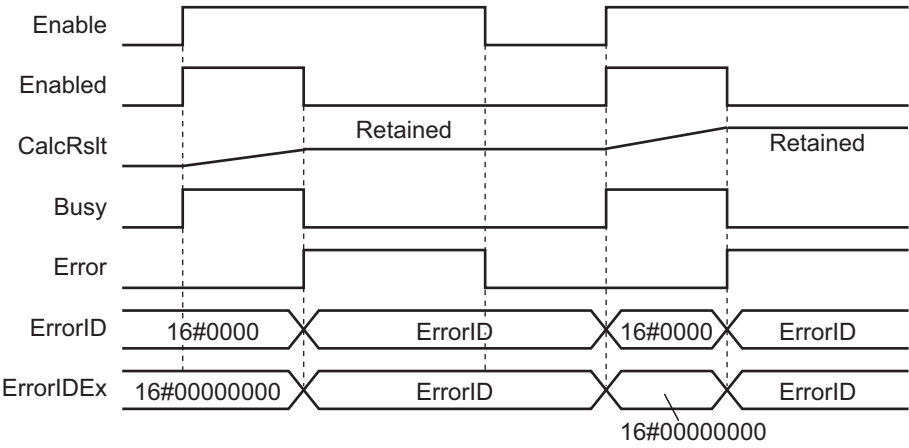 Enable
Enabled
CalcRslt
Retained
Retained
Busy
Error
ErrorID
16#0000
ErrorID
16#0000
ErrorID
ErrorIDEx
16#00000000
ErrorID
ErrorID
16#00000000